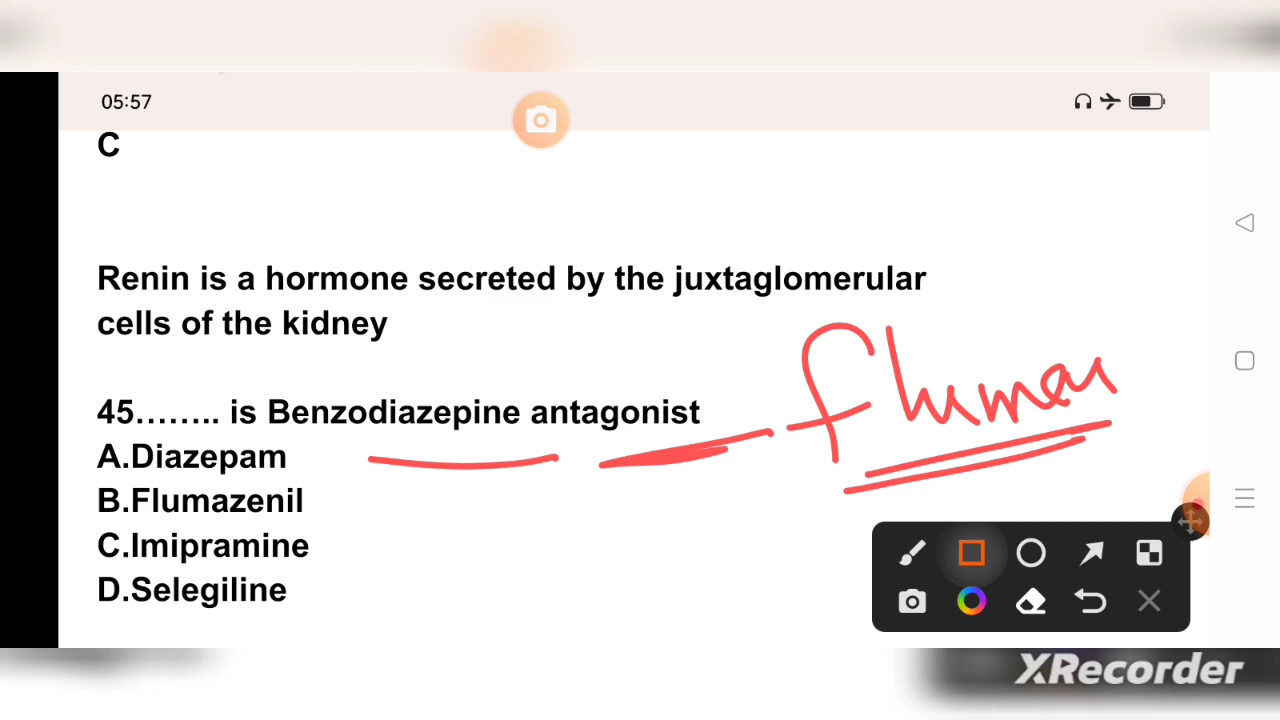 05:57
C
Renin is a hormone secreted by the juxtaglomerular
cells of the kidney
45…….. is Benzodiazepine antagonist
A.Diazepam
B.Flumazenil
C.Imipramine
D.Selegiline
XRecorder